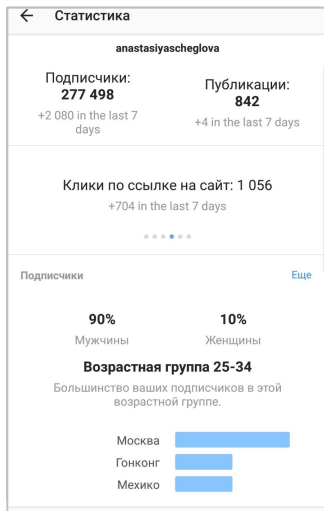 ← Статистика
anastasiyascheglova
Подписчики:
277 498
+2 080 in the last 7
days
Публикации:
842
+4 in the last 7 days
Клики по ссылке на сайт: 1 056
+704 in the last 7 days
Подписчики Еще
90% 10%
Мужчины Женщины
Возрастная группа 25-34
Большинство ваших подписчиков в этой
возрастной группе.
Москва
Гонконг
Мехико